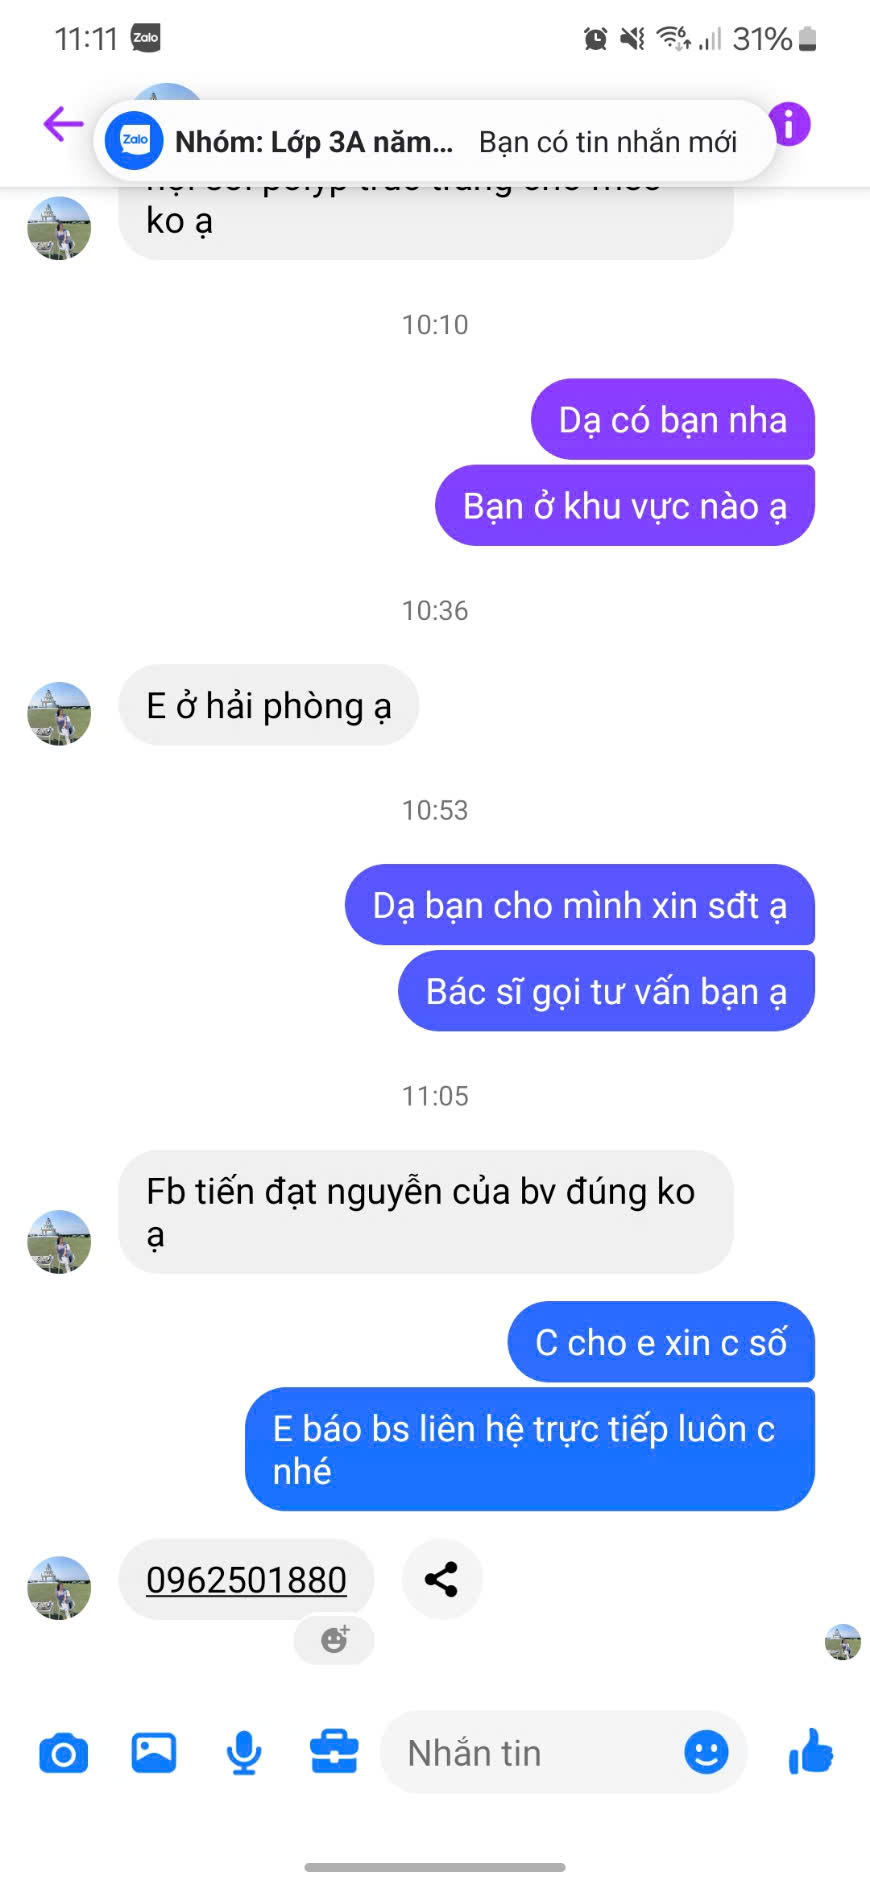 11:11 Zalo 31%
Zalo Nhóm: Lớp 3A năm... Bạn có tin nhắn mới
ko ạ
10:10
Dạ có bạn nha
Bạn ở khu vực nào ạ
10:36
E ở hải phòng ạ
10:53
Dạ bạn cho mình xin sđt ạ
Bác sĩ gọi tư vấn bạn ạ
11:05
Fb tiến đạt nguyễn của bv đúng ko
ạ
C cho e xin c số
E báo bs liên hệ trực tiếp luôn c
nhé
0962501880
Nhắn tin